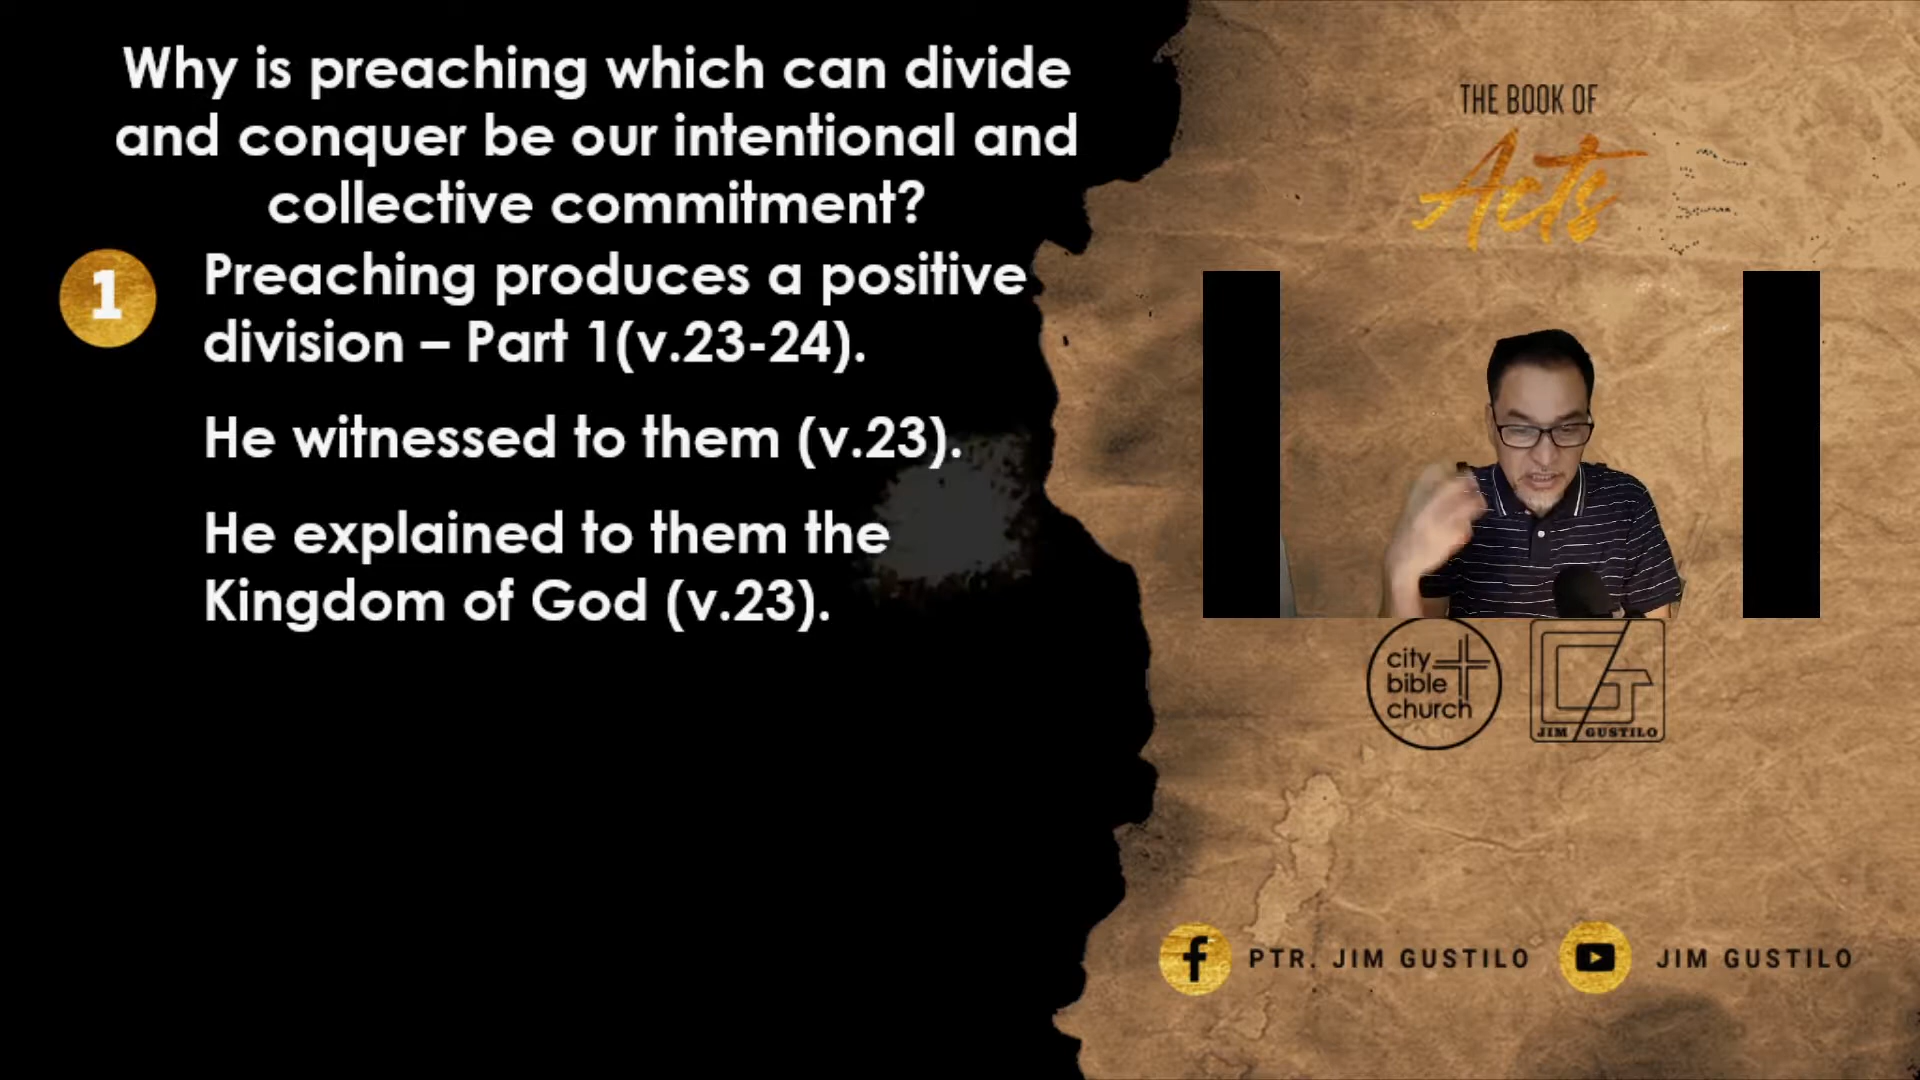 Why is preaching which can divide
and conquer be our intentional and
collective commitment?
1
Preaching produces a positive
division – Part 1(v.23-24).
He witnessed to them (v.23).
He explained to them the
Kingdom of God (v.23).
THE BOOK OF
Acts
city
bible
church
JIM GUSTILO
PTR. JIM GUSTILO
JIM GUSTILO